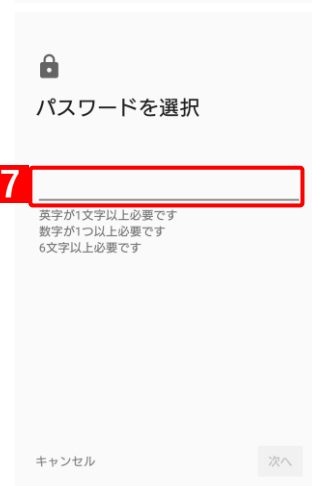 パスワードを選択
7
英字が1文字以上必要です
数字が1つ以上必要です
6文字以上必要です
キャンセル
次へ